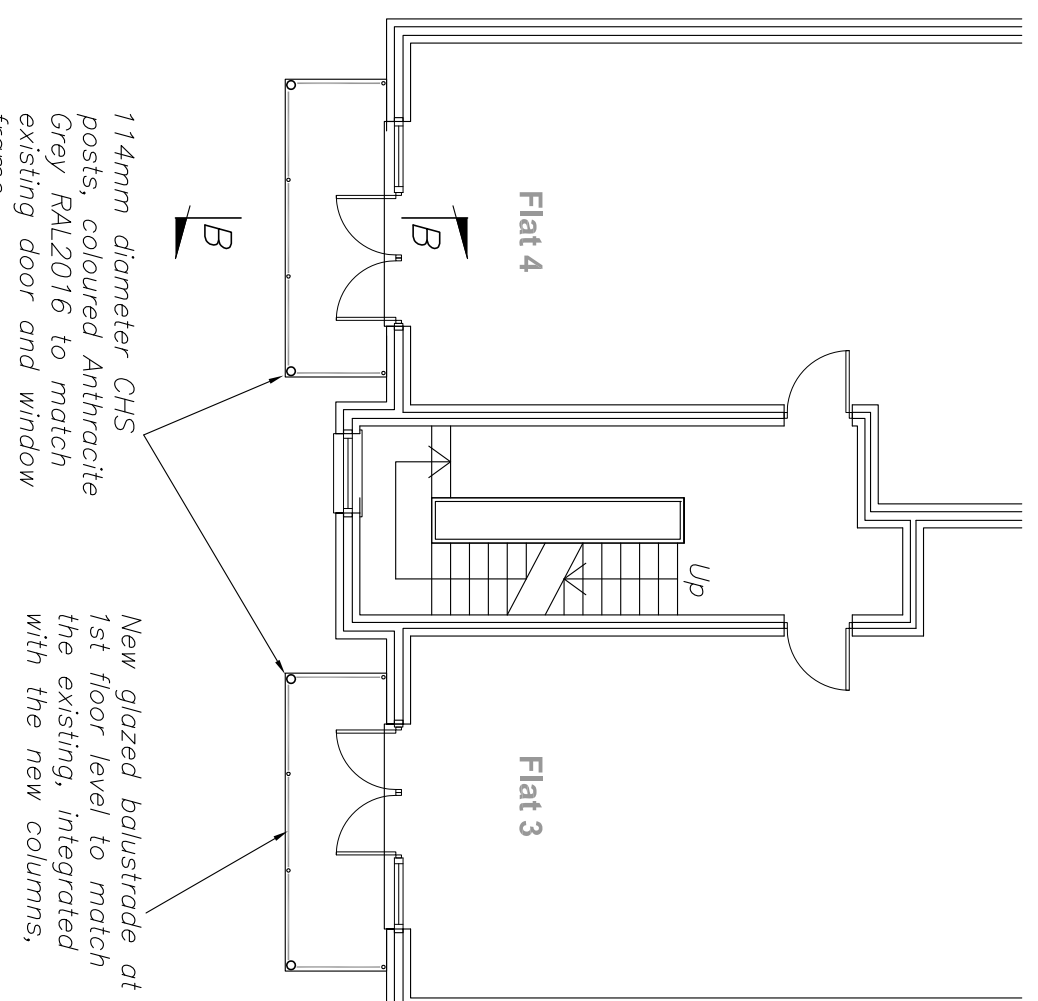 Flat 4
Flat 3
Up
B
B
114mm diameter CHS
posts, coloured Anthracite
Grey RAL2016 to match
existing door and window
New glazed balustrade at
1st floor level to match
the existing, integrated
with the new columns,